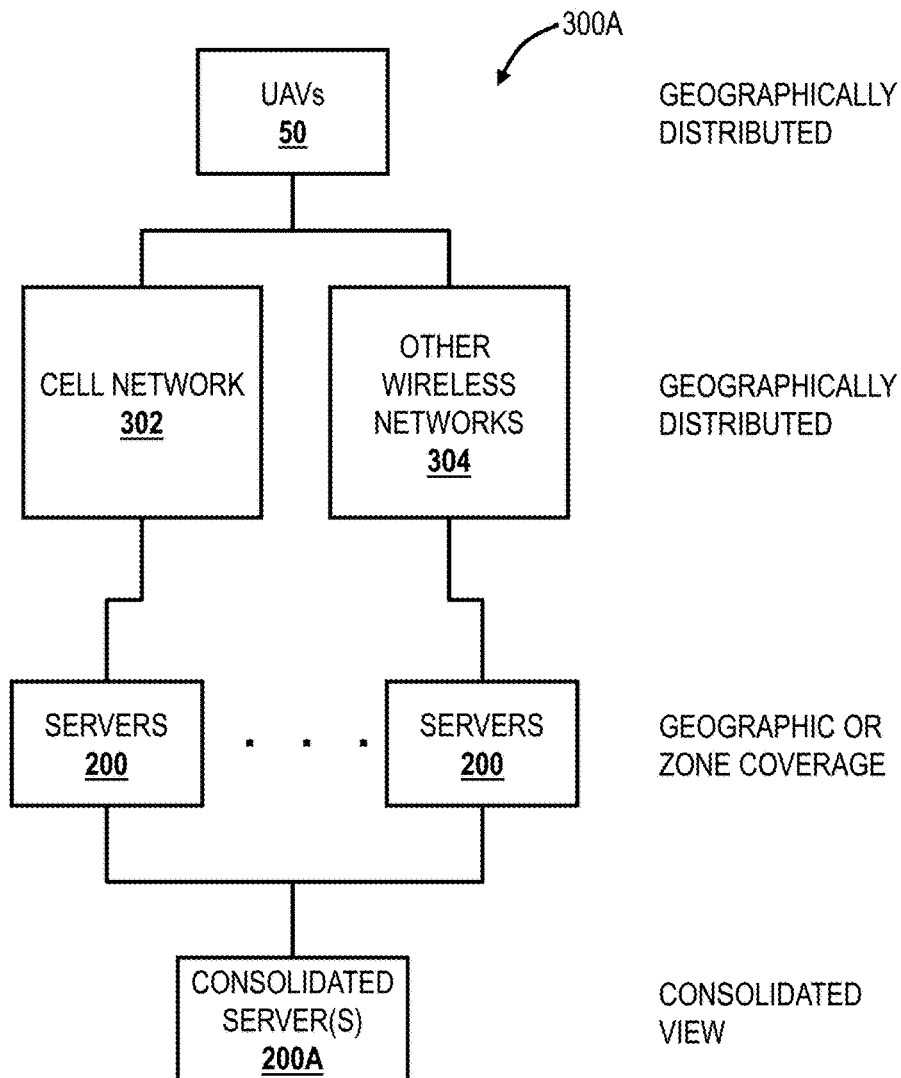 300A
UAVs
50
GEOGRAPHICALLY
DISTRIBUTED
CELL NETWORK
302
OTHER
WIRELESS
NETWORKS
304
GEOGRAPHICALLY
DISTRIBUTED
SERVERS
200
. . .
SERVERS
200
GEOGRAPHIC OR
ZONE COVERAGE
CONSOLIDATED
SERVER(S)
200A
CONSOLIDATED
VIEW